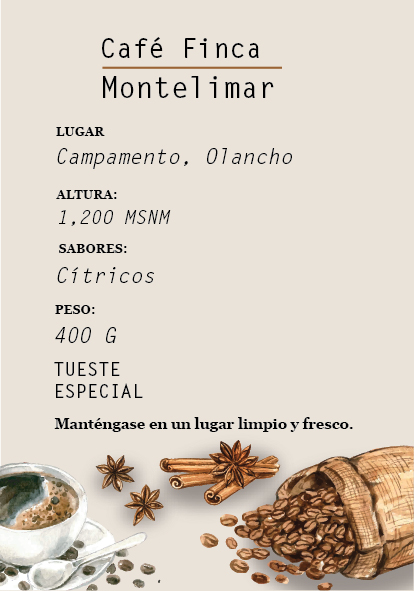 Café Finca
Montelimar
LUGAR
Campamento, Olancho
ALTURA:
1,200 MSNM
SABORES:
Cítricos
PESO:
400 G
TUESTE
ESPECIAL
Manténgase en un lugar limpio y fresco.